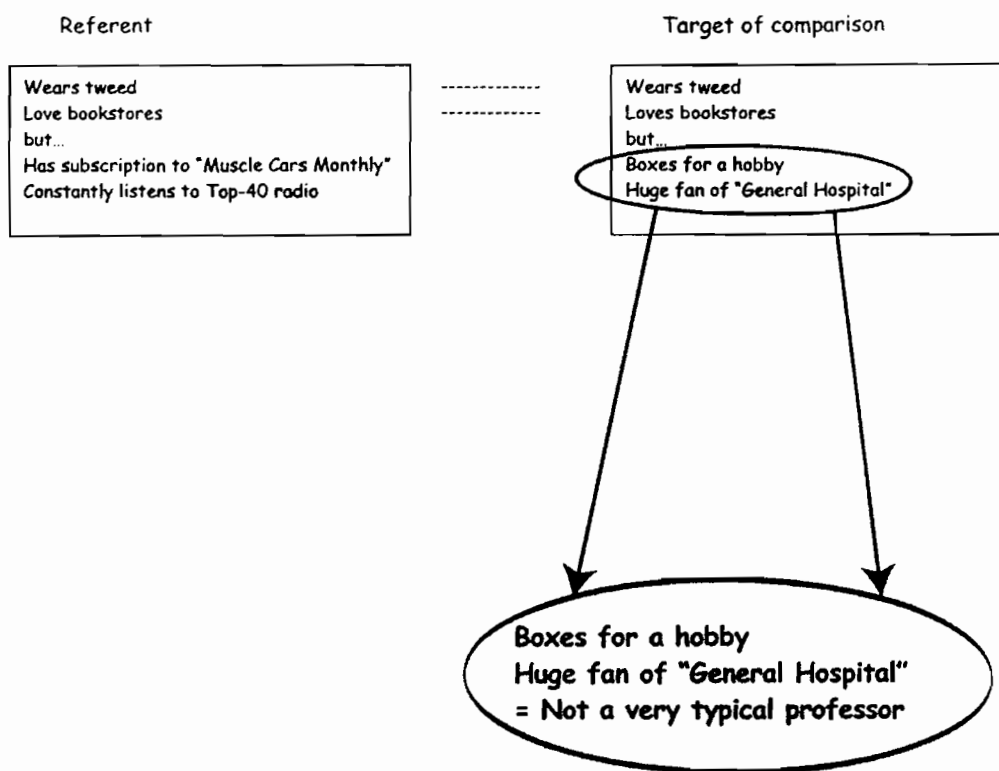 Referent
Target of comparison
Wears tweed
Love bookstores
but...
Has subscription to "Muscle Cars Monthly"
Constantly listens to Top-40 radio
Wears tweed
Loves bookstores
but...
Boxes for a hobby
Huge fan of "General Hospital"
Boxes for a hobby
Huge fan of "General Hospital"
= Not a very typical professor